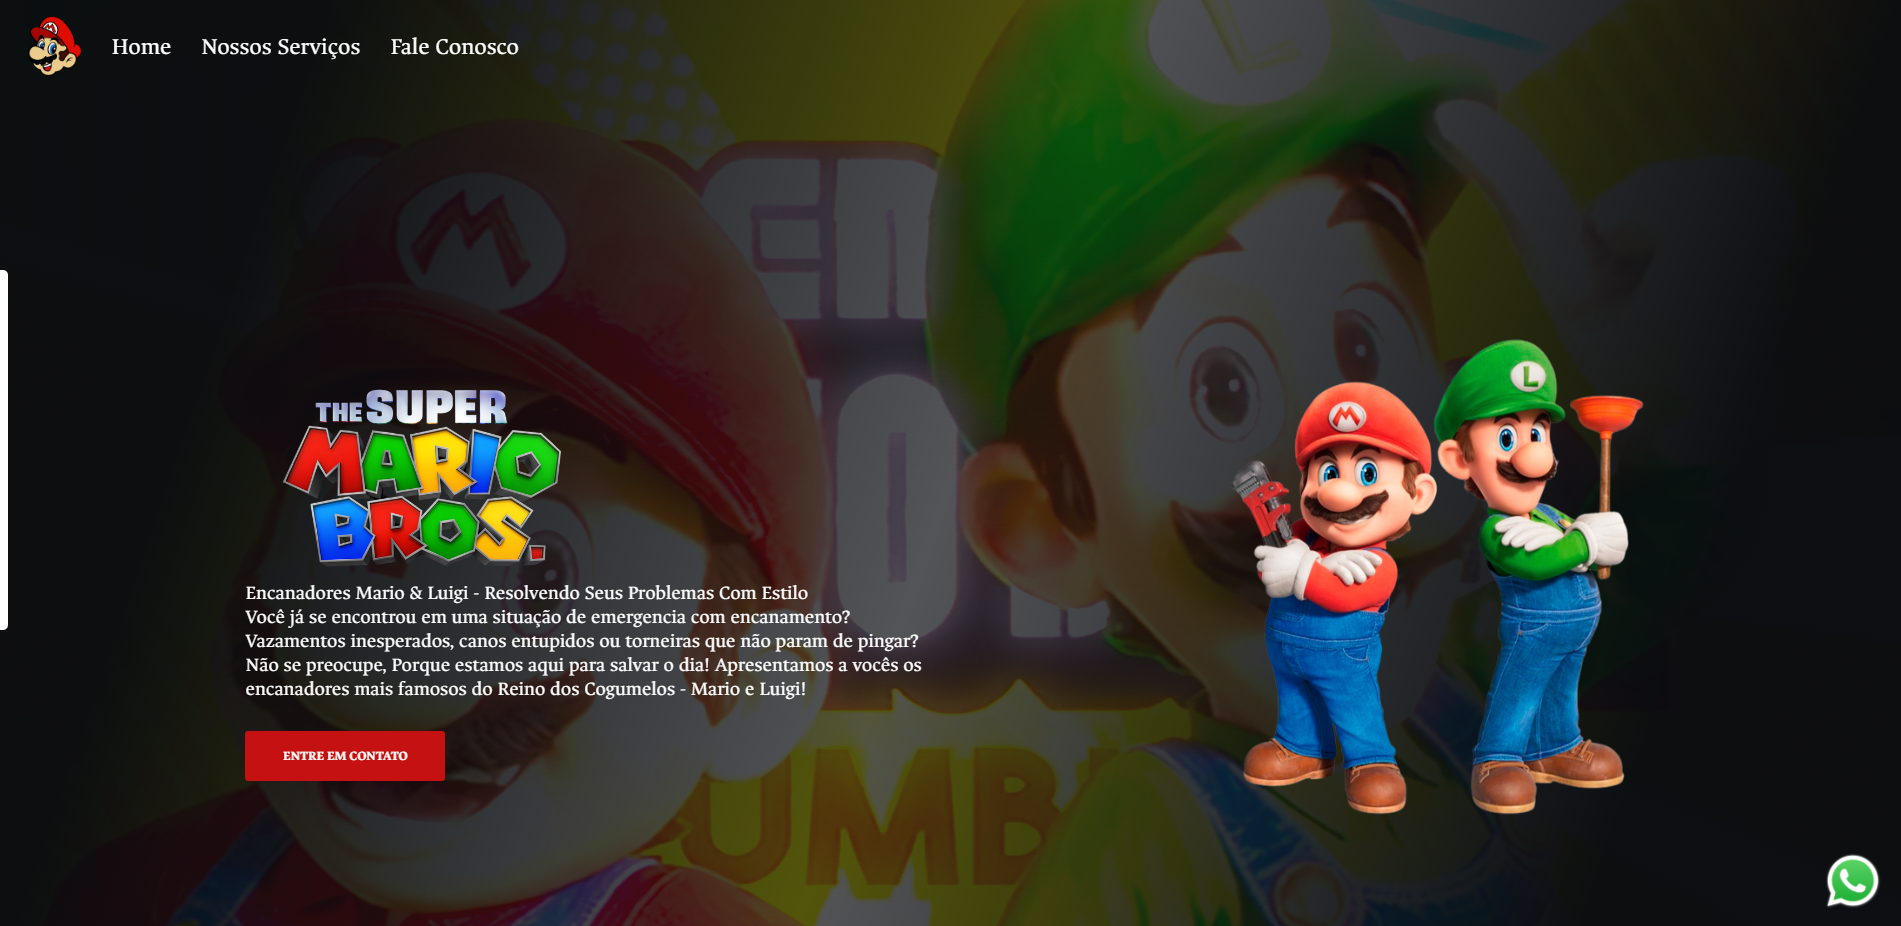 Home
Nossos Serviços
Fale Conosco
THE SUPER
MARIO
BROS.
Encanadores Mario & Luigi - Resolvendo Seus Problemas Com Estilo
Você já se encontrou em uma situação de emergencia com encanamento?
Vazamentos inesperados, canos entupidos ou torneiras que não param de pingar?
Não se preocupe, Porque estamos aqui para salvar o dia! Apresentamos a vocês os
encanadores mais famosos do Reino dos Cogumelos - Mario e Luigi!
ENTRE EM CONTATO
M
L
M
L